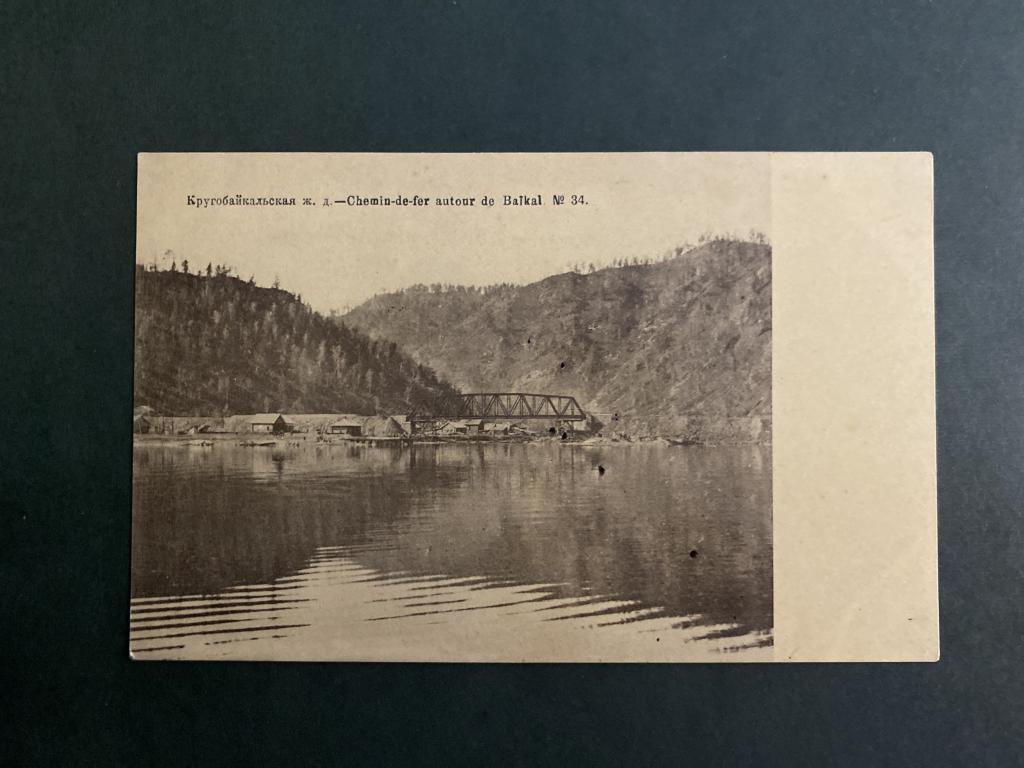 Кругобайкальская ж. д.—Chemin-de-fer autour de Baïkal. № 34.